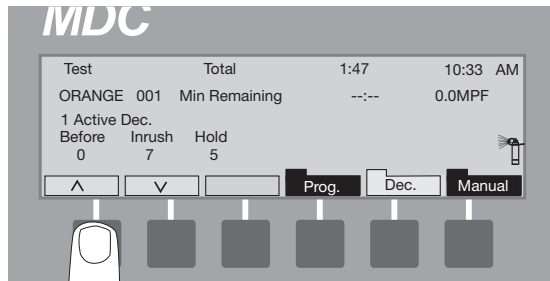 MDC
Test Total 1:47 10:33 AM
ORANGE 001 Min Remaining --:-- 0.0MPF
1 Active Dec.
Before Inrush Hold
0 7 5
Prog. Dec. Manual